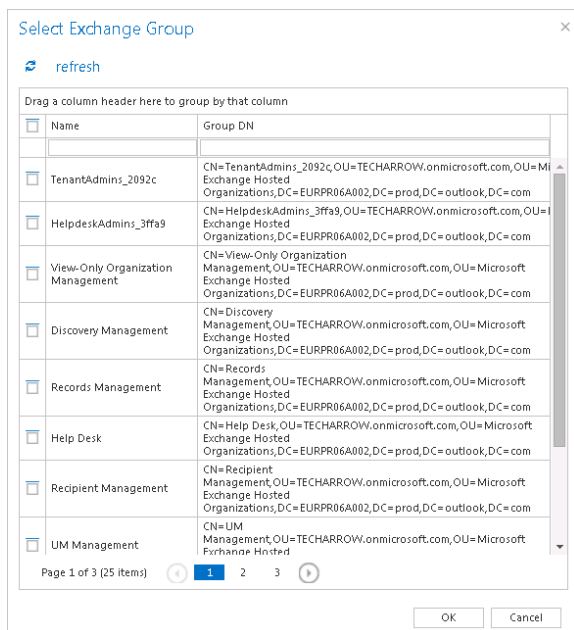 Select Exchange Group
refresh
Drag a column header here to group by that column
Name
Group DN
TenantAdmins_2092c
CN=TenantAdmins_2092c,OU=TECHARROW.onmicrosoft.com,OU=Mi
Exchange Hosted
Organizations,DC=EURPR06A002,DC=prod,DC=outlook,DC=com
HelpdeskAdmins_3ffa9
CN=HelpdeskAdmins_3ffa9,OU=TECHARROW.onmicrosoft.com,OU=
Exchange Hosted
Organizations,DC=EURPR06A002,DC=prod,DC=outlook,DC=com
View-Only Organization
Management
CN=View-Only Organization
Management,OU=TECHARROW.onmicrosoft.com,OU=Microsoft
Exchange Hosted
Organizations,DC=EURPR06A002,DC=prod,DC=outlook,DC=com
Discovery Management
CN=Discovery
Management,OU=TECHARROW.onmicrosoft.com,OU=Microsoft
Exchange Hosted
Organizations,DC=EURPR06A002,DC=prod,DC=outlook,DC=com
Records Management
CN=Records
Management,OU=TECHARROW.onmicrosoft.com,OU=Microsoft
Exchange Hosted
Organizations,DC=EURPR06A002,DC=prod,DC=outlook,DC=com
Help Desk
CN=Help Desk,OU=TECHARROW.onmicrosoft.com,OU=Microsoft
Exchange Hosted
Organizations,DC=EURPR06A002,DC=prod,DC=outlook,DC=com
Recipient Management
CN=Recipient
Management,OU=TECHARROW.onmicrosoft.com,OU=Microsoft
Exchange Hosted
Organizations,DC=EURPR06A002,DC=prod,DC=outlook,DC=com
UM Management
CN=UM
Management,OU=TECHARROW.onmicrosoft.com,OU=Microsoft
Exchange Hosted
Page 1 of 3 (25 items) 1 2 3
OK Cancel